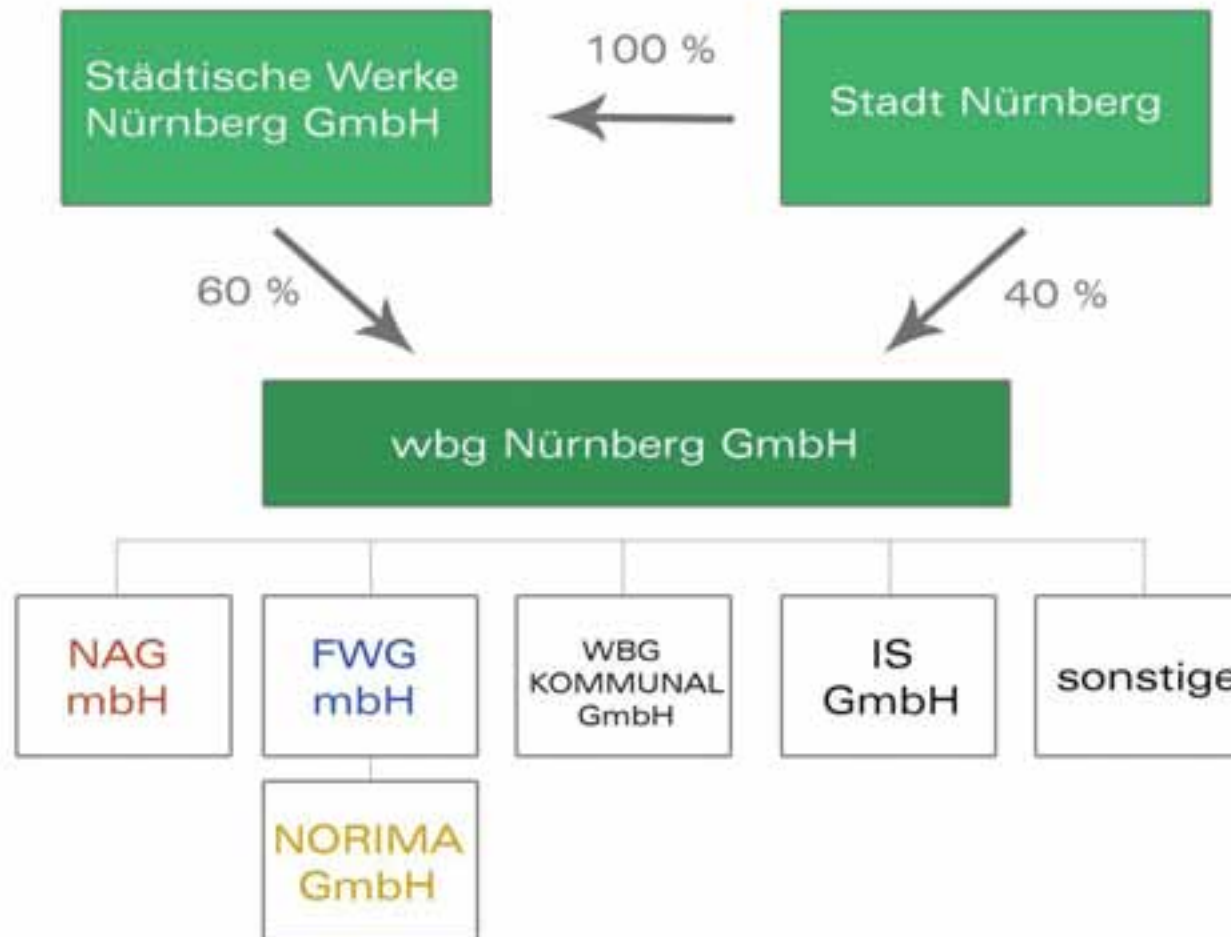 Städtische Werke
Nürnberg GmbH
100 %
Stadt Nürnberg
60 %
40 %
wbg Nürnberg GmbH
NAG
mbH
FWG
mbH
WBG
KOMMUNAL
GmbH
IS
GmbH
sonstige
NORIMA
GmbH